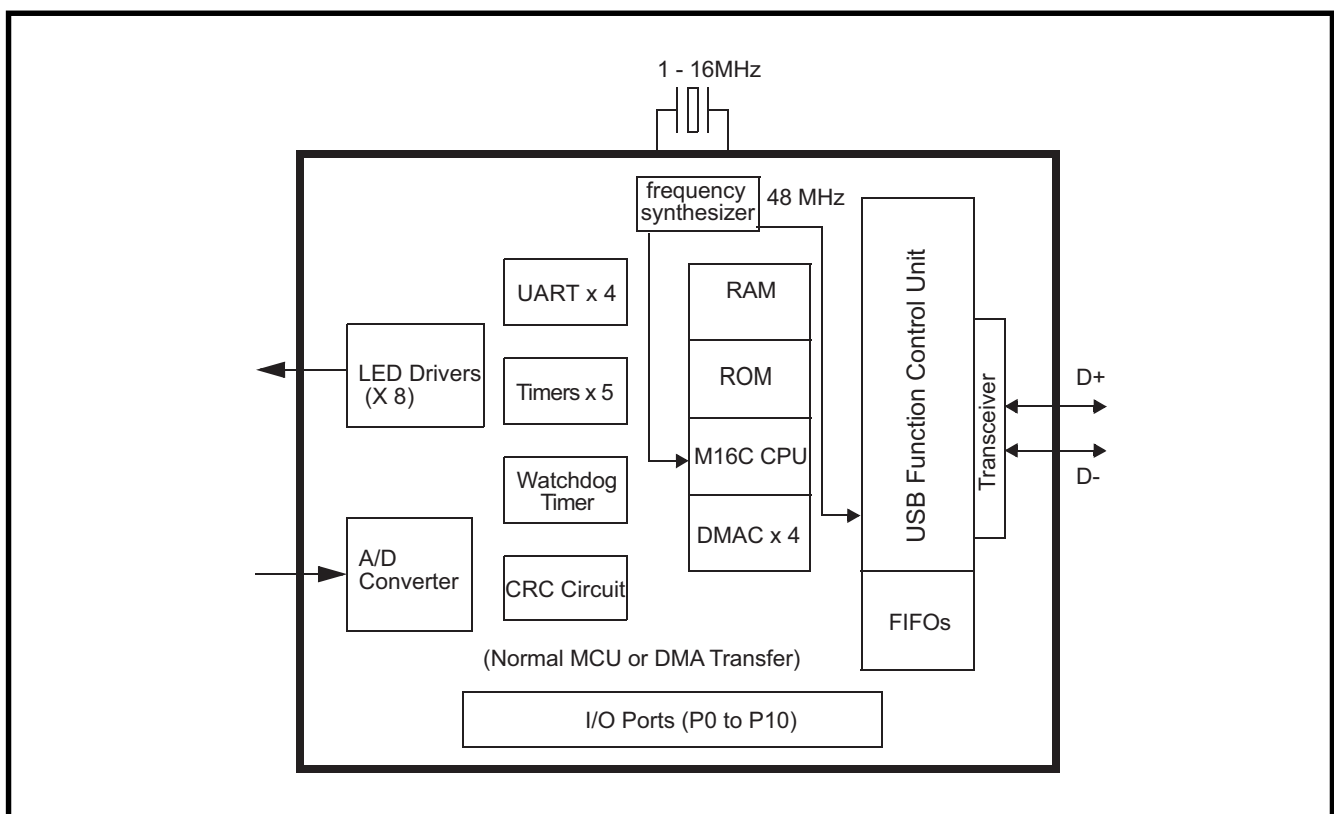 1 - 16MHz
frequency
synthesizer
48 MHz
UART x 4
RAM
LED Drivers
(X 8)
Timers x 5
ROM
USB Function Control Unit
Transceiver
D+
D-
M16C CPU
Watchdog
Timer
DMAC x 4
A/D
Converter
CRC Circuit
FIFOs
(Normal MCU or DMA Transfer)
I/O Ports (P0 to P10)